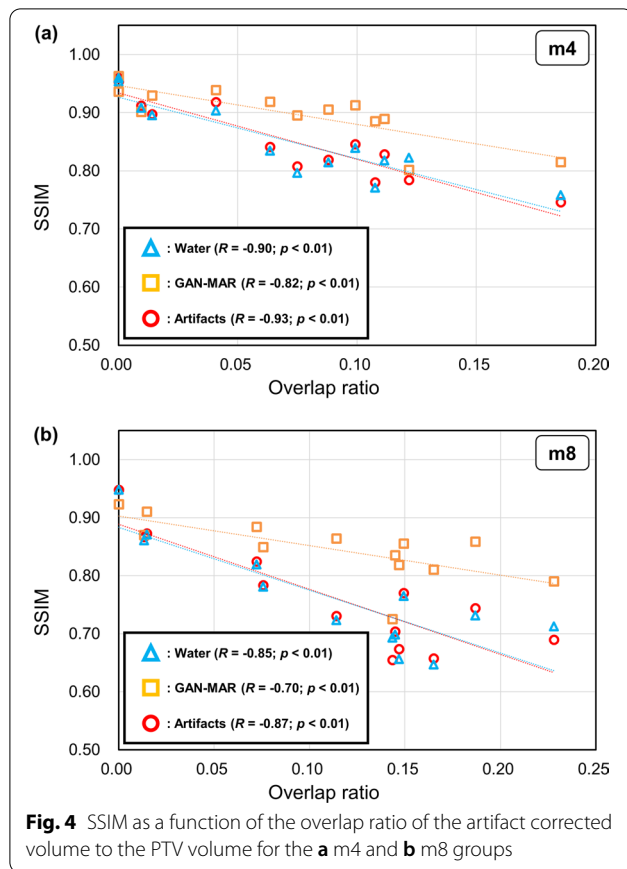 (a)
m4
1.00
0.90
0.80
0.70
0.60
0.50
SSIM
: Water (R = -0.90; p < 0.01)
: GAN-MAR (R = -0.82; p < 0.01)
: Artifacts (R = -0.93; p < 0.01)
0.00 0.05 0.10 0.15 0.20
Overlap ratio
(b)
m8
1.00
0.90
0.80
0.70
0.60
0.50
SSIM
: Water (R = -0.85; p < 0.01)
: GAN-MAR (R = -0.70; p < 0.01)
: Artifacts (R = -0.87; p < 0.01)
0.00 0.05 0.10 0.15 0.20 0.25
Overlap ratio
Fig. 4 SSIM as a function of the overlap ratio of the artifact corrected
volume to the PTV volume for the a m4 and b m8 groups